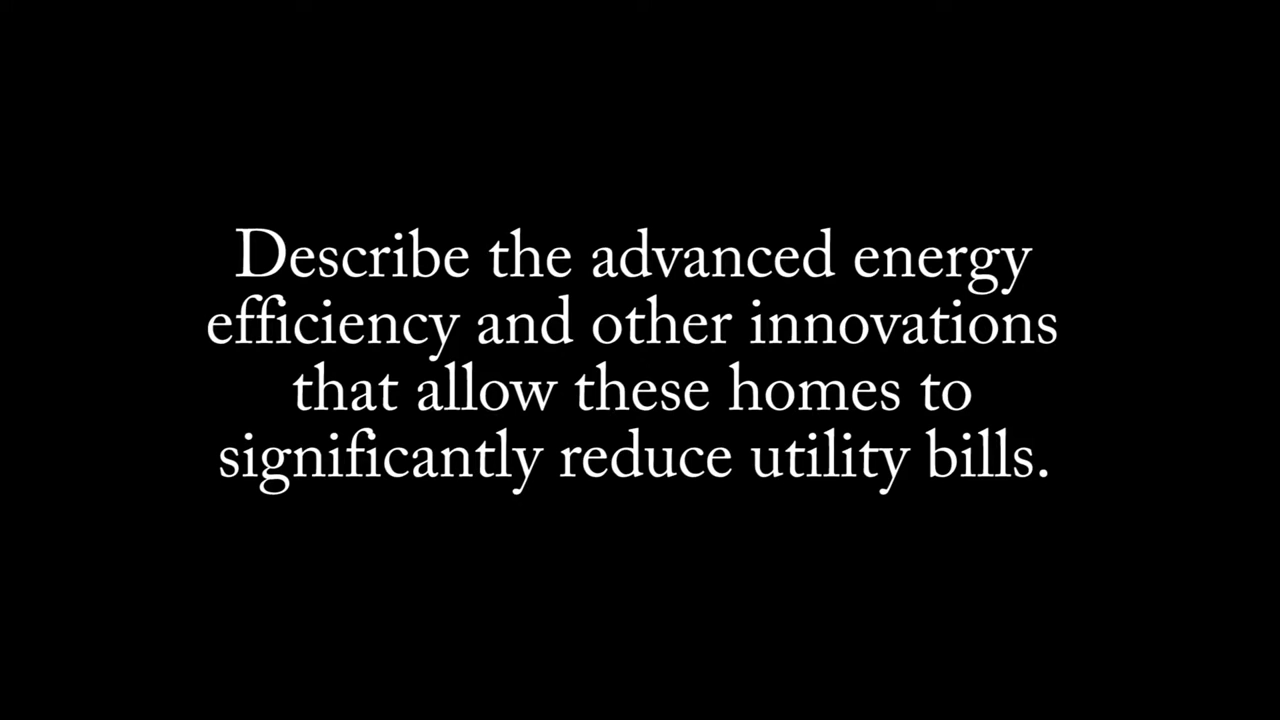 Describe the advanced energy
efficiency and other innovations
that allow these homes to
significantly reduce utility bills.